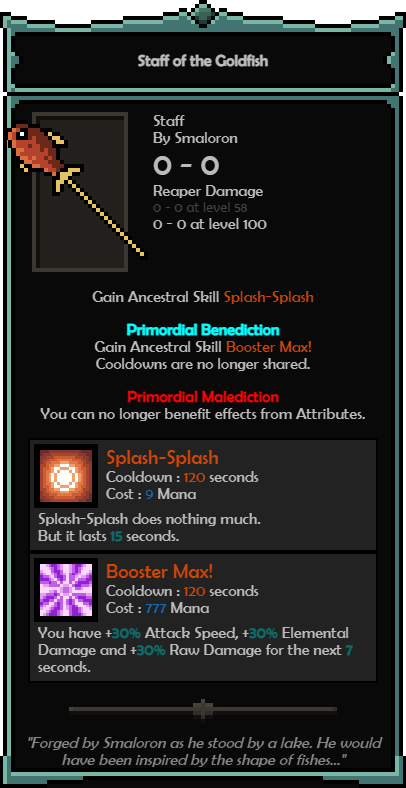 Staff of the Goldfish
Staff
By Smaloron
0 - 0
Reaper Damage
0 - 0 at level 58
0 - 0 at level 100
Gain Ancestral Skill Splash-Splash
Primordial Benediction
Gain Ancestral Skill Booster Max!
Cooldowns are no longer shared.
Primordial Malediction
You can no longer benefit effects from Attributes.
Splash-Splash
Cooldown : 120 seconds
Cost : 9 Mana
Splash-Splash does nothing much.
But it lasts 15 seconds.
Booster Max!
Cooldown : 120 seconds
Cost : 777 Mana
You have +30% Attack Speed, +30% Elemental
Damage and +30% Raw Damage for the next 7
seconds.
"Forged by Smaloron as he stood by a lake. He would
have been inspired by the shape of fishes..."